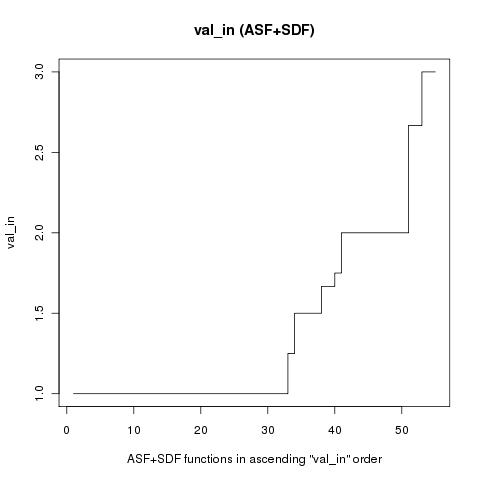 val_in (ASF+SDF)
3.0
2.5
2.0
1.5
1.0
val_in
0 10 20 30 40 50
ASF+SDF functions in ascending "val_in" order